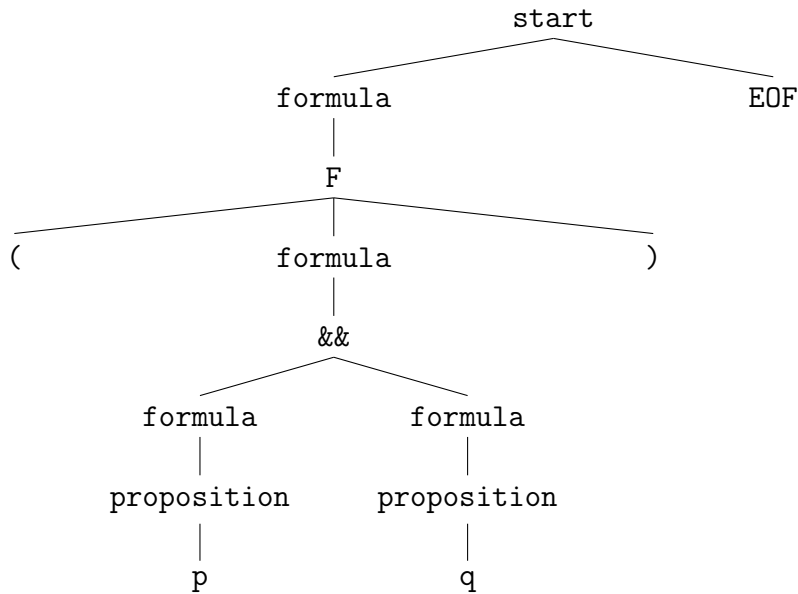 start
formula EOF
F
( formula )
&&
formula formula
proposition proposition
p q